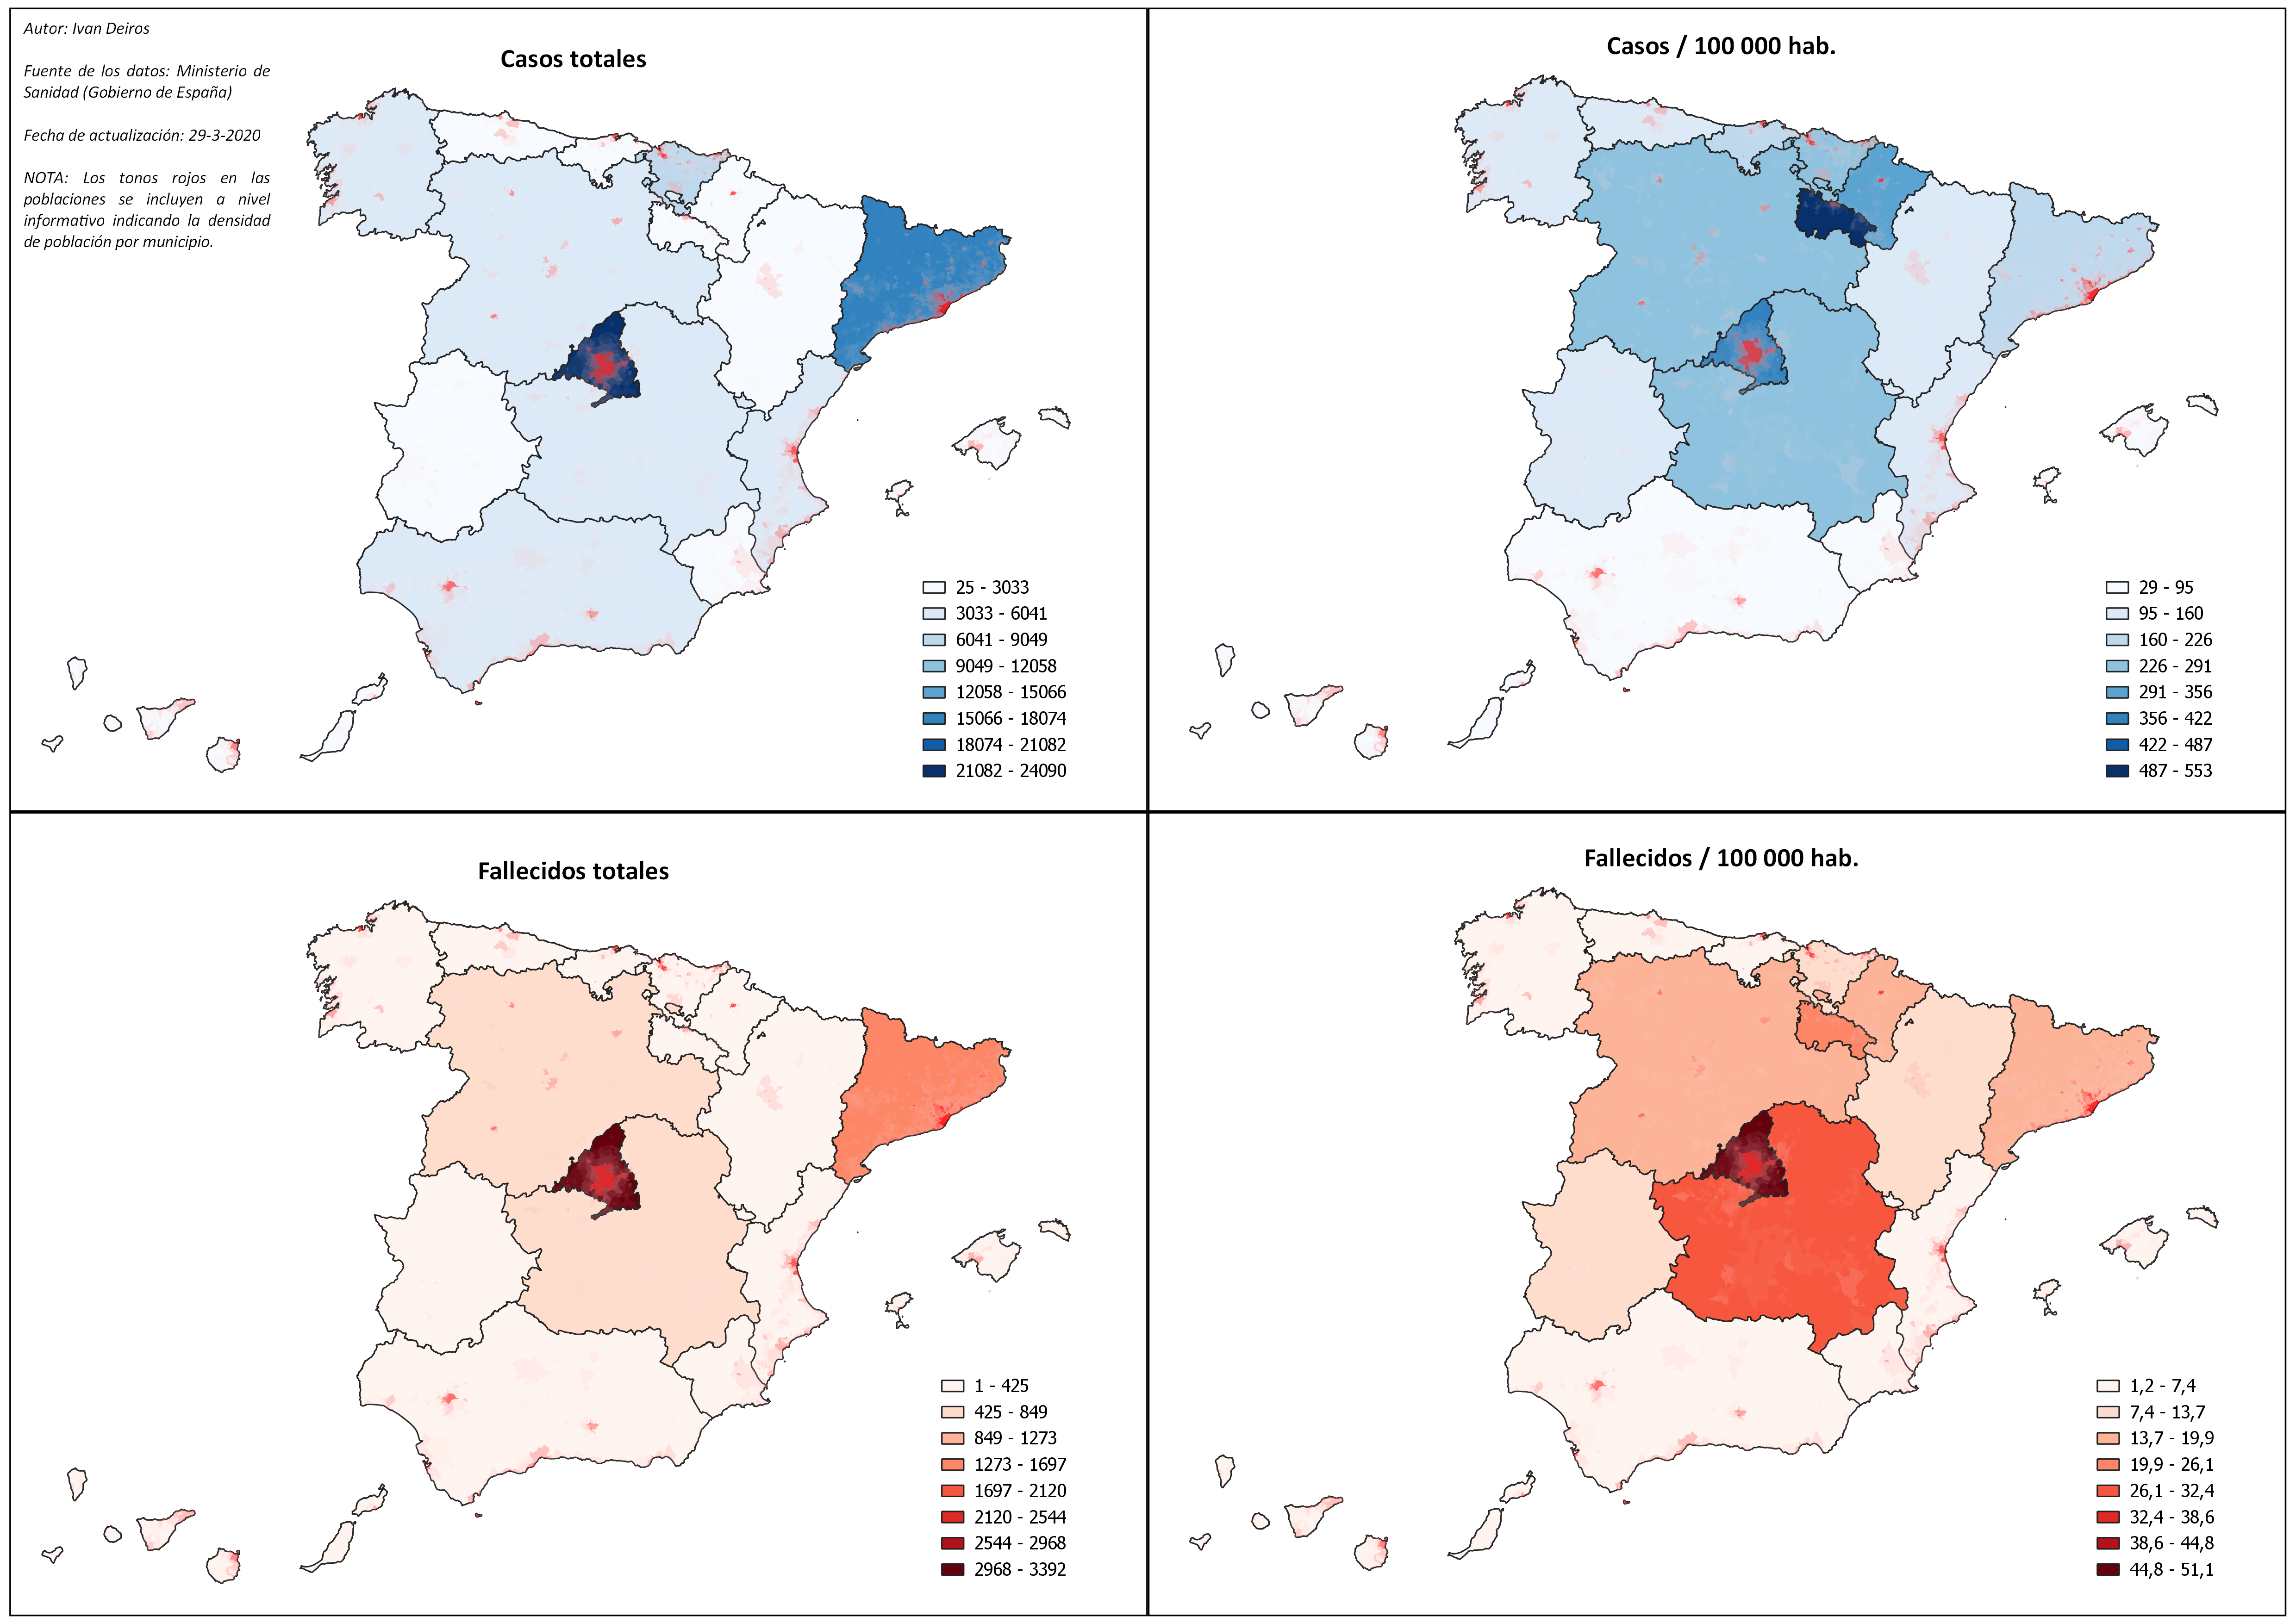 Autor: Ivan Deiros
Fuente de los datos: Ministerio de
Sanidad (Gobierno de España)
Fecha de actualización: 29-3-2020
NOTA: Los tonos rojos en las
poblaciones se incluyen a nivel
informativo indicando la densidad
de población por municipio.
Casos totales
25 - 3033
3033 - 6041
6041 - 9049
9049 - 12058
12058 - 15066
15066 - 18074
18074 - 21082
21082 - 24090
Casos / 100 000 hab.
29 - 95
95 - 160
160 - 226
226 - 291
291 - 356
356 - 422
422 - 487
487 - 553
Fallecidos totales
1 - 425
425 - 849
849 - 1273
1273 - 1697
1697 - 2120
2120 - 2544
2544 - 2968
2968 - 3392
Fallecidos / 100 000 hab.
1,2 - 7,4
7,4 - 13,7
13,7 - 19,9
19,9 - 26,1
26,1 - 32,4
32,4 - 38,6
38,6 - 44,8
44,8 - 51,1